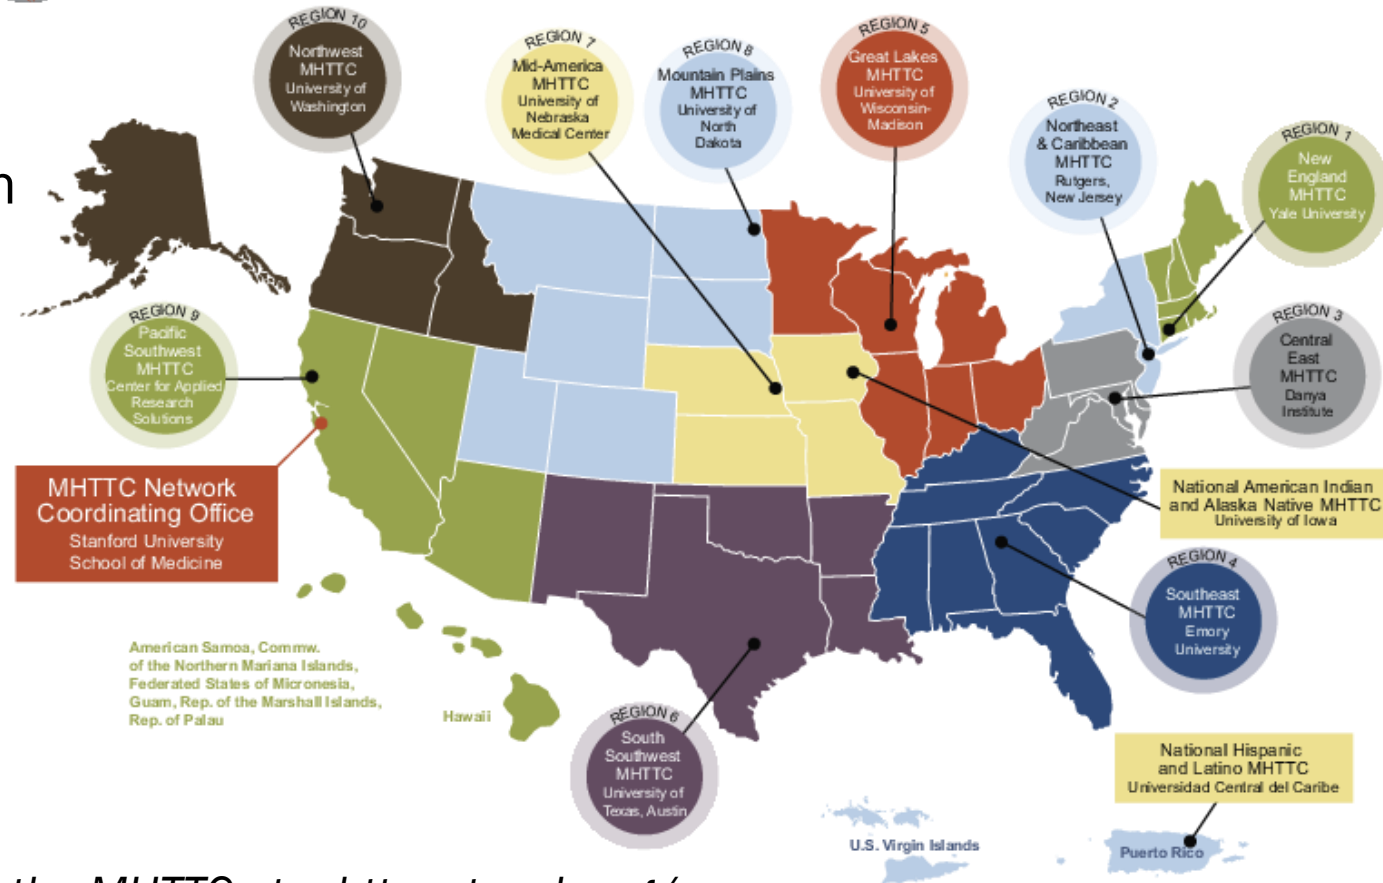 REGION 10
Northwest
MHTTC
University of
Washington
REGION 7
Mid-America
MHTTC
University of
Nebraska
Medical Center
REGION 8
Mountain Plains
MHTTC
University of
North
Dakota
REGION 5
Great Lakes
MHTTC
University of
Wisconsin-
Madison
REGION 2
Northeast
& Caribbean
MHTTC
Rutgers,
New Jersey
REGION 1
New
England
MHTTC
Yale University
REGION 9
Pacific
Southwest
MHTTC
Center for Applied
Research
Solutions
REGION 3
Central
East
MHTTC
Danya
Institute
MHTTC Network
Coordinating Office
Stanford University
School of Medicine
National American Indian
and Alaska Native MHTTC
University of Iowa
REGION 4
Southeast
MHTTC
Emory
University
American Samoa, Commw.
of the Northern Mariana Islands,
Federated States of Micronesia,
Guam, Rep. of the Marshall Islands,
Rep. of Palau
Hawaii
REGION 6
South
Southwest
MHTTC
University of
Texas, Austin
National Hispanic
and Latino MHTTC
Universidad Central del Caribe
U.S. Virgin Islands
Puerto Rico